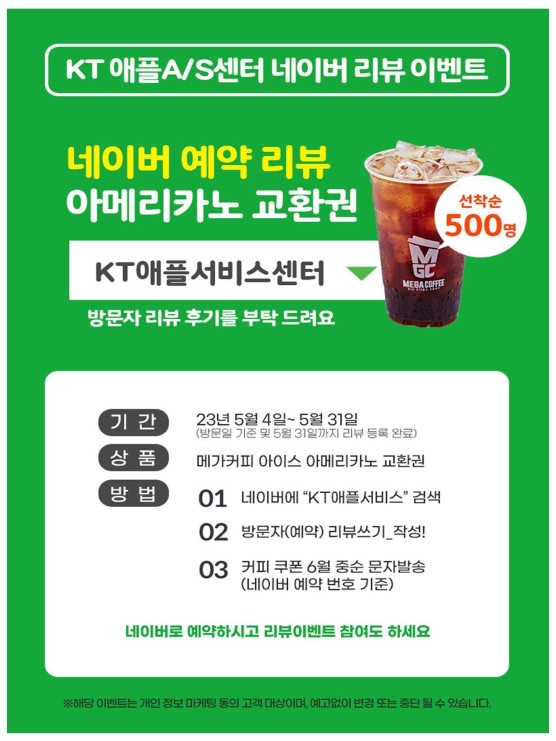 KT 애플A/S센터 네이버 리뷰 이벤트
네이버 예약 리뷰
아메리카노 교환권
선착순
500명
KT애플서비스센터
방문자 리뷰 후기를 부탁 드려요
MGC
MEGA COFFEE
기 간
23년 5월 4일~ 5월 31일
(방문일 기준 및 5월 31일까지 리뷰 등록 완료)
상 품
메가커피 아이스 아메리카노 교환권
방 법
01 네이버에 “KT애플서비스” 검색
02 방문자(예약) 리뷰쓰기_작성!
03 커피 쿠폰 6월 중순 문자발송
(네이버 예약 번호 기준)
네이버로 예약하시고 리뷰이벤트 참여도 하세요
※해당 이벤트는 개인 정보 마케팅 동의 고객 대상이며, 예고없이 변경 또는 중단 될 수 있습니다.